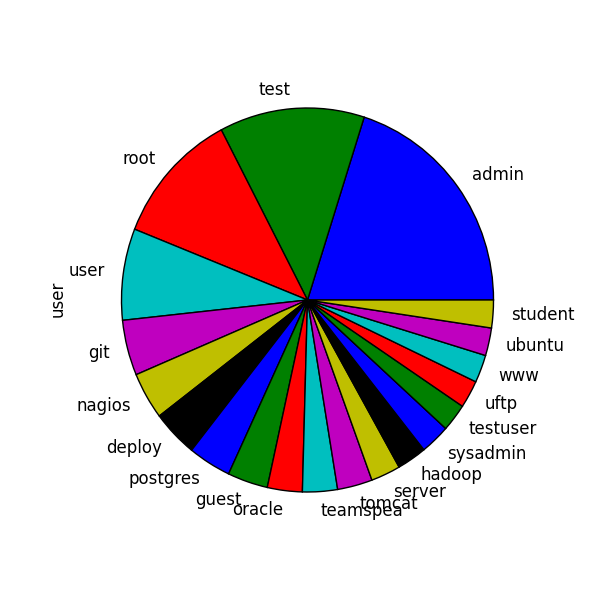 test
admin
root
user
user
git
nagios
deploy
postgres
guest
oracle
teamspea
tomcat
server
hadoop
sysadmin
testuser
uftp
www
ubuntu
student